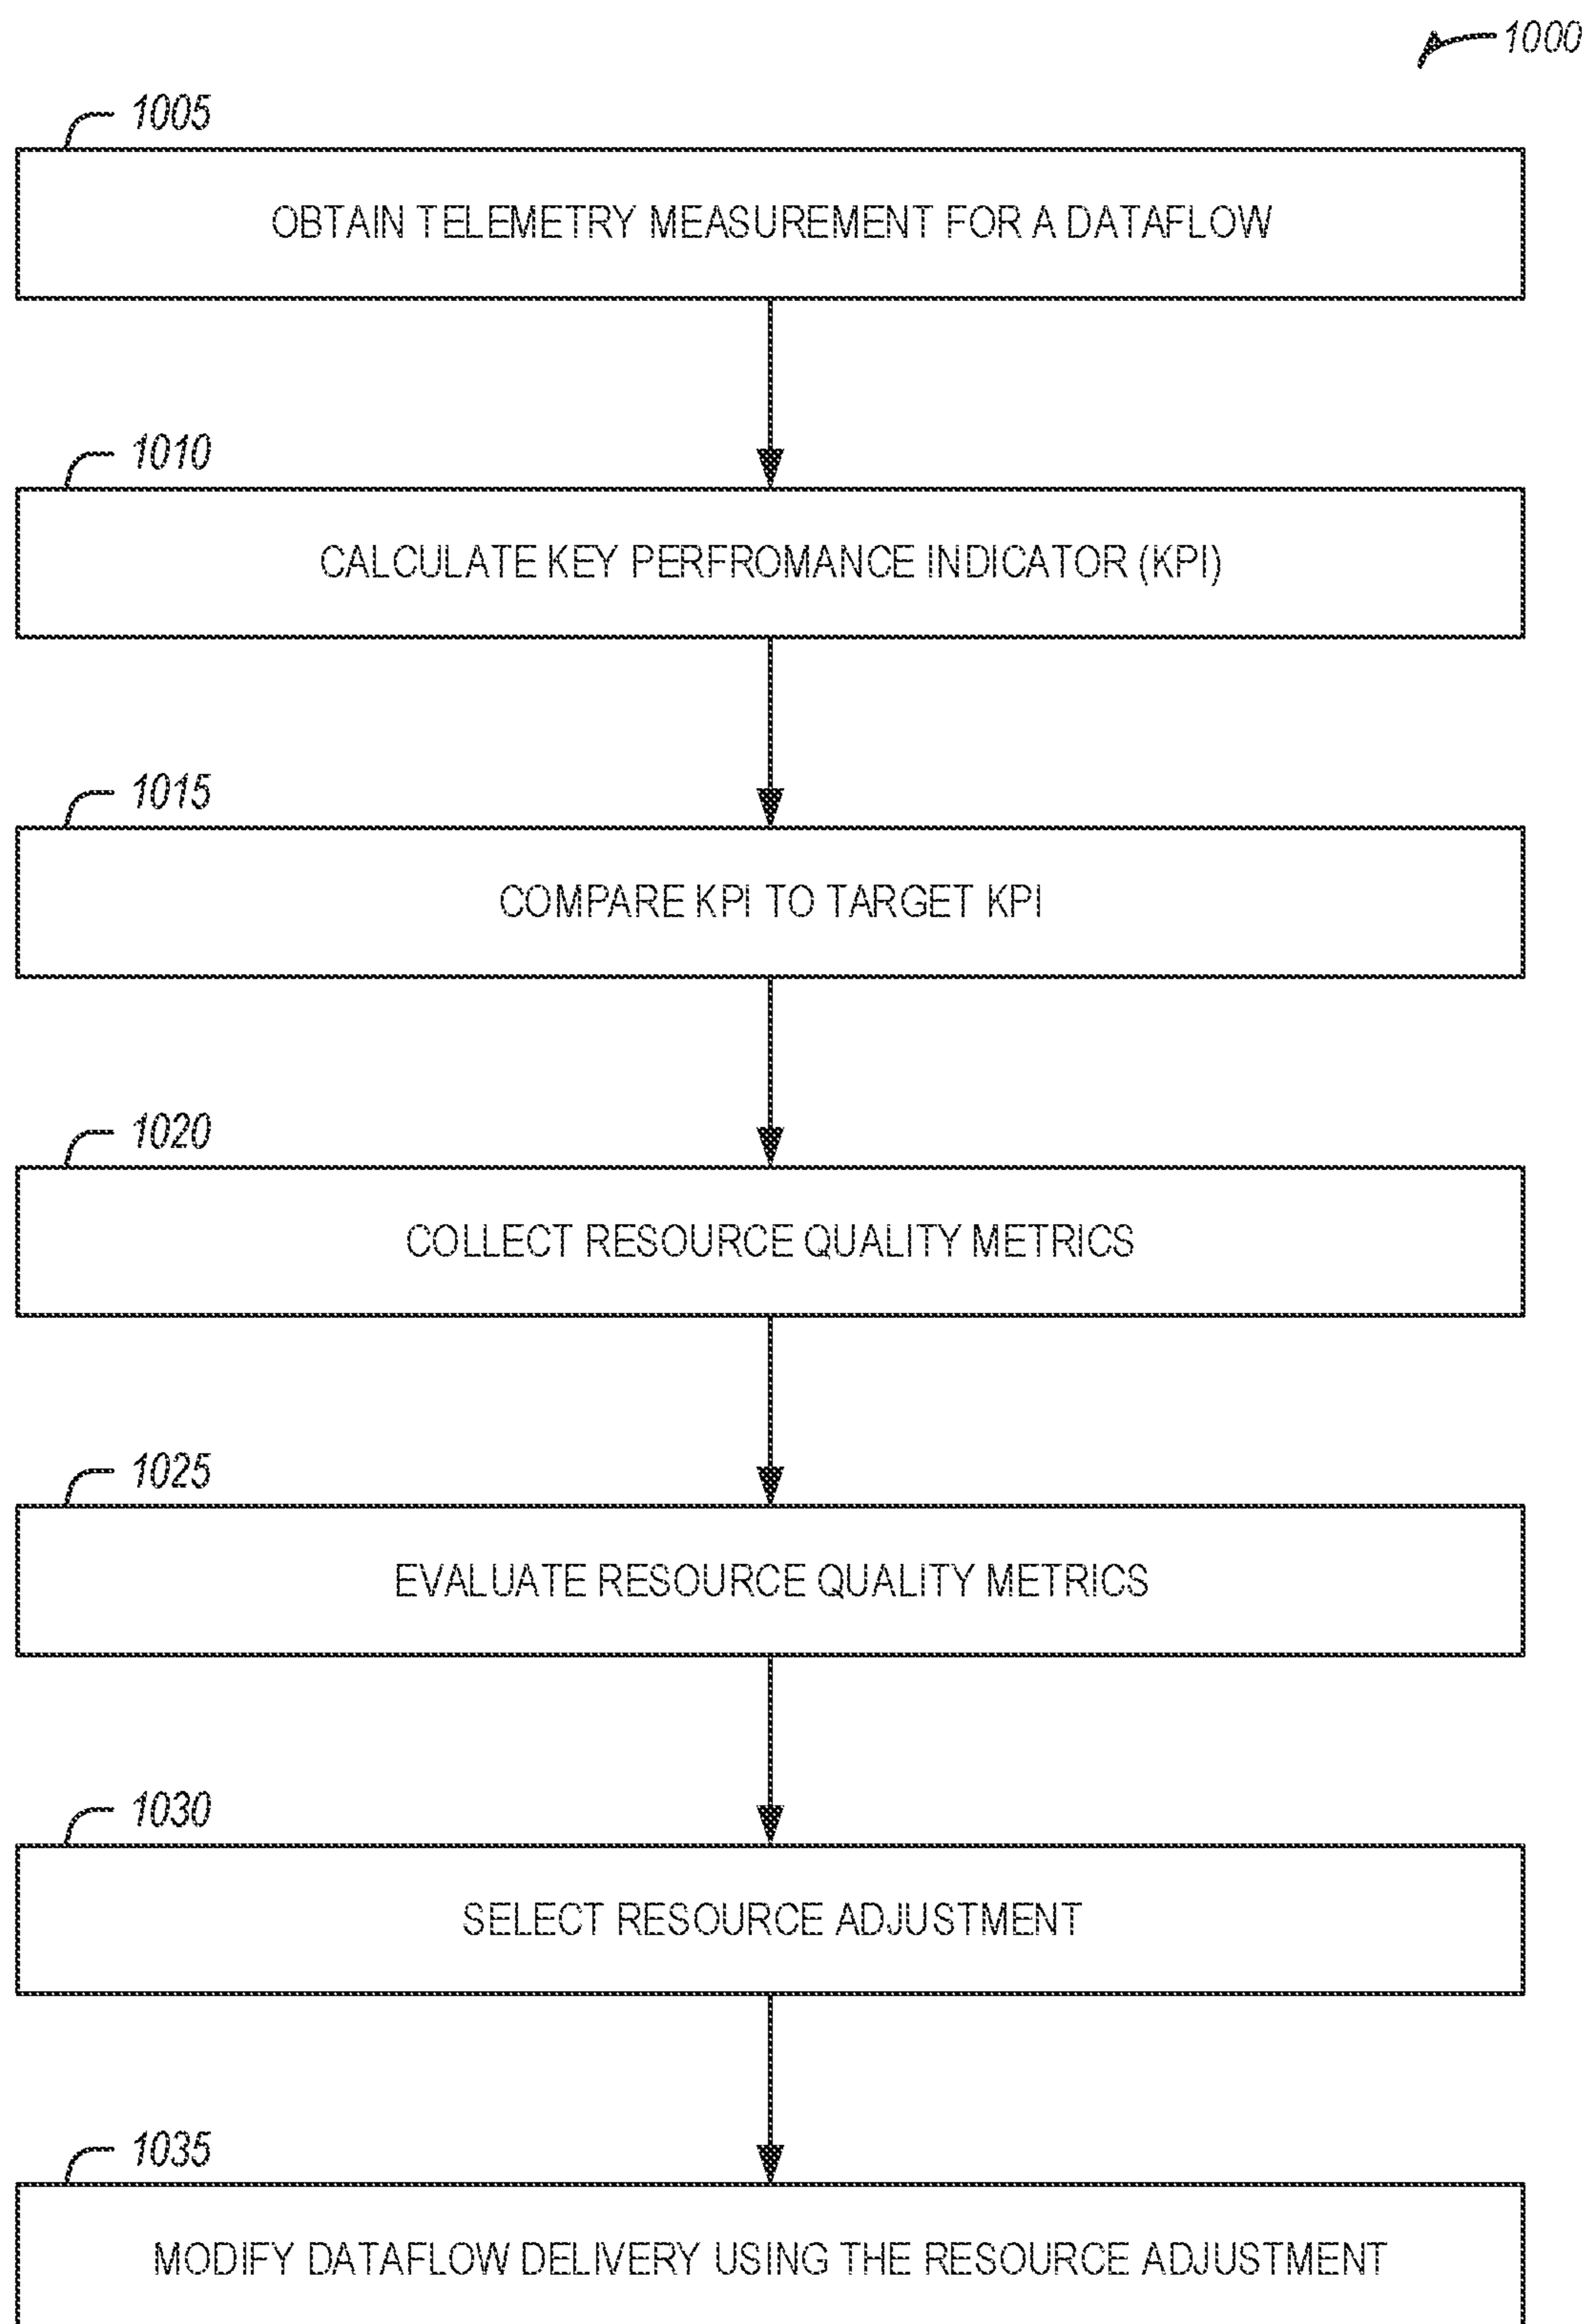 1000
1005
OBTAIN TELEMETRY MEASUREMENT FOR A DATAFLOW
1010
CALCULATE KEY PERFROMANCE INDICATOR (KPI)
1015
COMPARE KPI TO TARGET KPI
1020
COLLECT RESOURCE QUALITY METRICS
1025
EVALUATE RESOURCE QUALITY METRICS
1030
SELECT RESOURCE ADJUSTMENT
1035
MODIFY DATAFLOW DELIVERY USING THE RESOURCE ADJUSTMENT